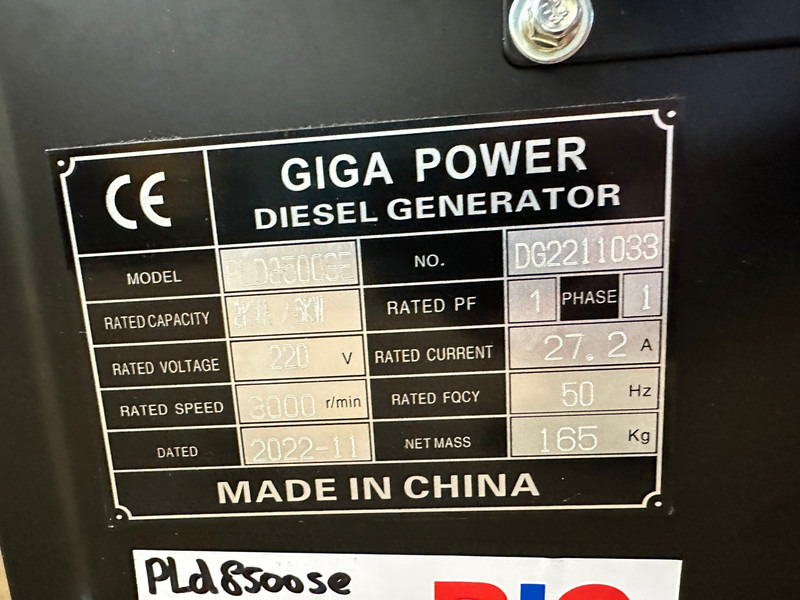 CE
GIGA POWER
DIESEL GENERATOR
MODEL PLD8500SE NO. DG2211033
RATED CAPACITY RATED PF 1 PHASE 1
RATED VOLTAGE 220 V RATED CURRENT 27.2 A
RATED SPEED 3000 r/min RATED FQCY 50 Hz
DATED 2022-11 NET MASS 165 Kg
MADE IN CHINA
PLd8500se